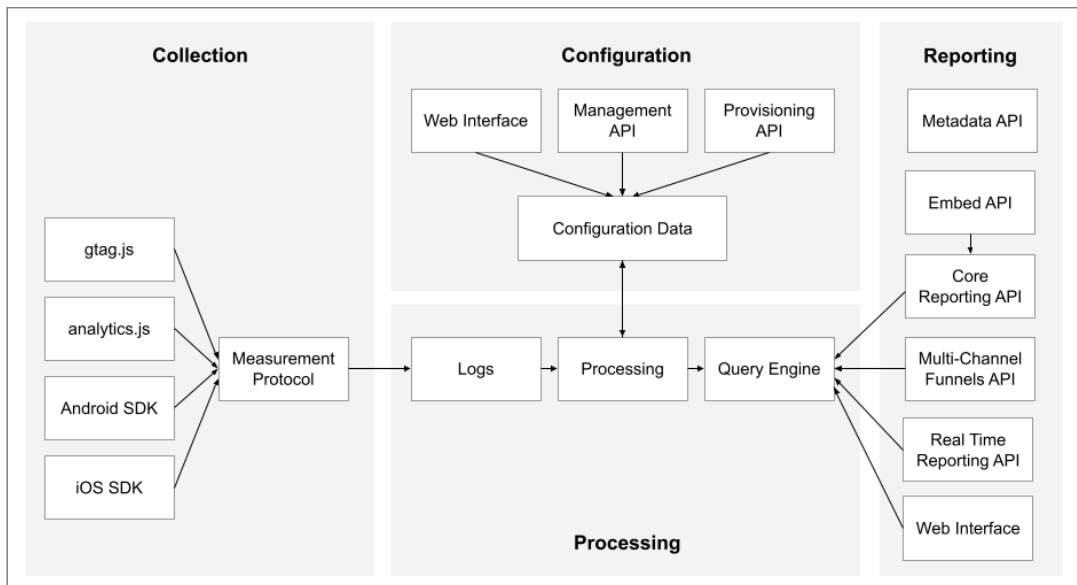 Collection
gtag.js
analytics.js
Android SDK
iOS SDK
Measurement
Protocol
Configuration
Web Interface
Management
API
Provisioning
API
Configuration Data
Logs
Processing
Query Engine
Processing
Reporting
Metadata API
Embed API
Core
Reporting API
Multi-Channel
Funnels API
Real Time
Reporting API
Web Interface